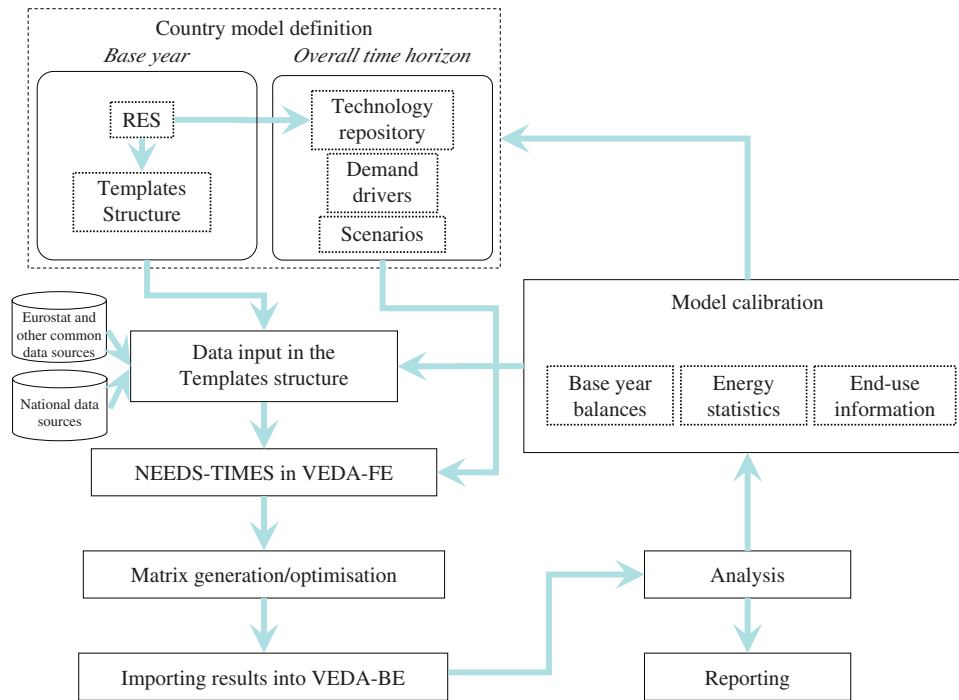 Country model definition
Base year
Overall time horizon
RES
Technology
repository
Templates
Structure
Demand
drivers
Scenarios
Eurostat and
other common
data sources
Data input in the
Templates structure
National data
sources
Model calibration
Base year
balances
Energy
statistics
End-use
information
NEEDS-TIMES in VEDA-FE
Matrix generation/optimisation
Analysis
Importing results into VEDA-BE
Reporting